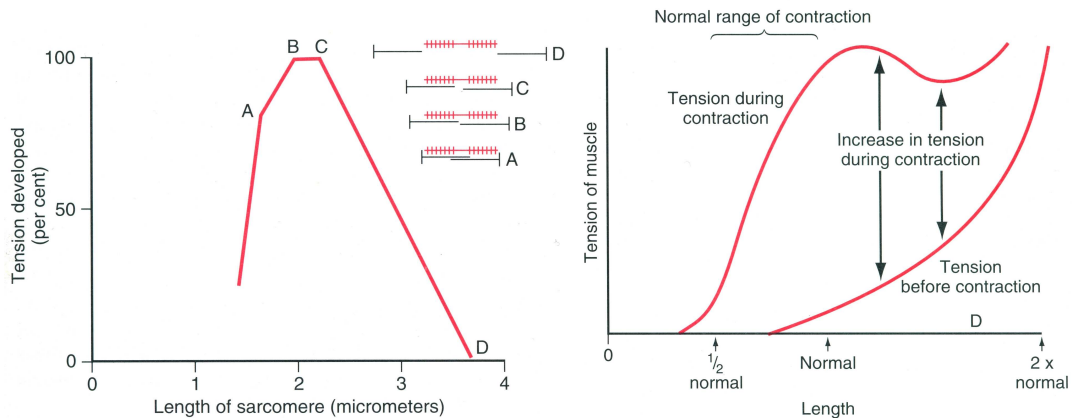 Tension developed
(per cent)
100
50
0
A
B
C
D
D
C
B
A
0
1
2
3
4
Length of sarcomere (micrometers)
Normal range of contraction
Tension of muscle
Tension during
contraction
Increase in tension
during contraction
Tension
before contraction
D
0
1/2
normal
Normal
2 x
normal
Length